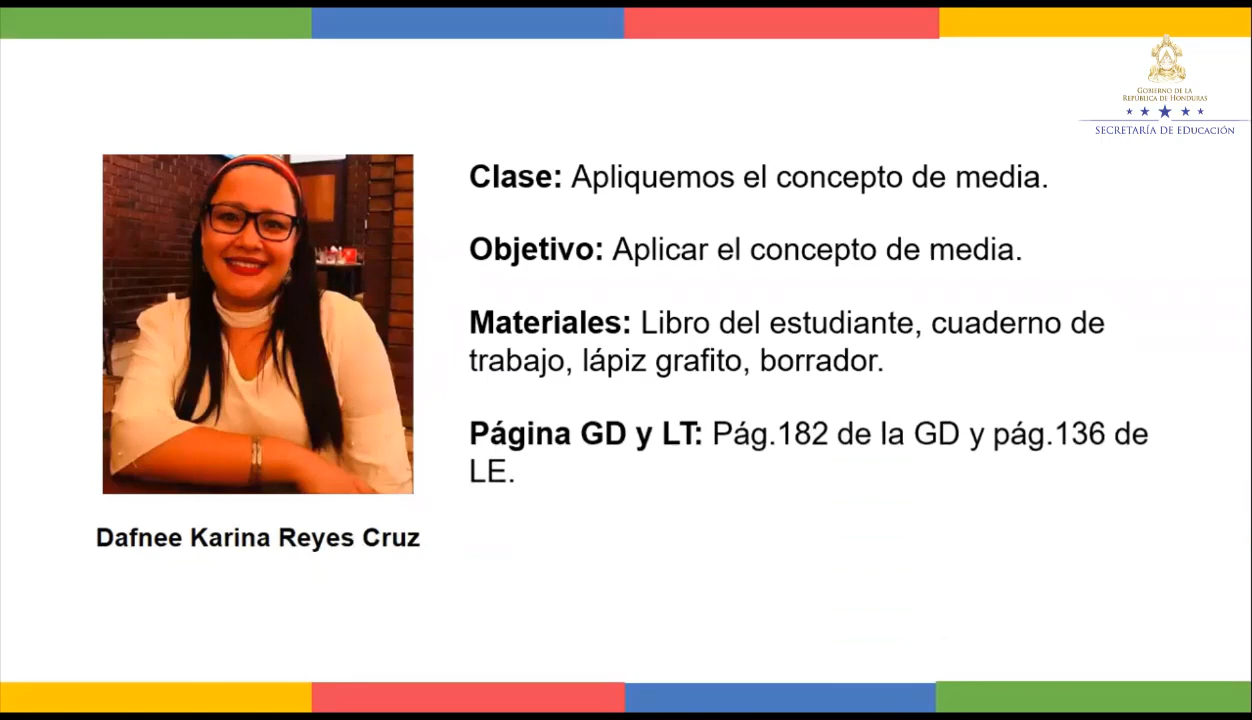 GOBIERNO DE LA
REPÚBLICA DE HONDURAS
SECRETARÍA DE EDUCACIÓN
Clase: Apliquemos el concepto de media.
Objetivo: Aplicar el concepto de media.
Materiales: Libro del estudiante, cuaderno de
trabajo, lápiz grafito, borrador.
Página GD y LT: Pág.182 de la GD y pág.136 de
LE.
Dafnee Karina Reyes Cruz